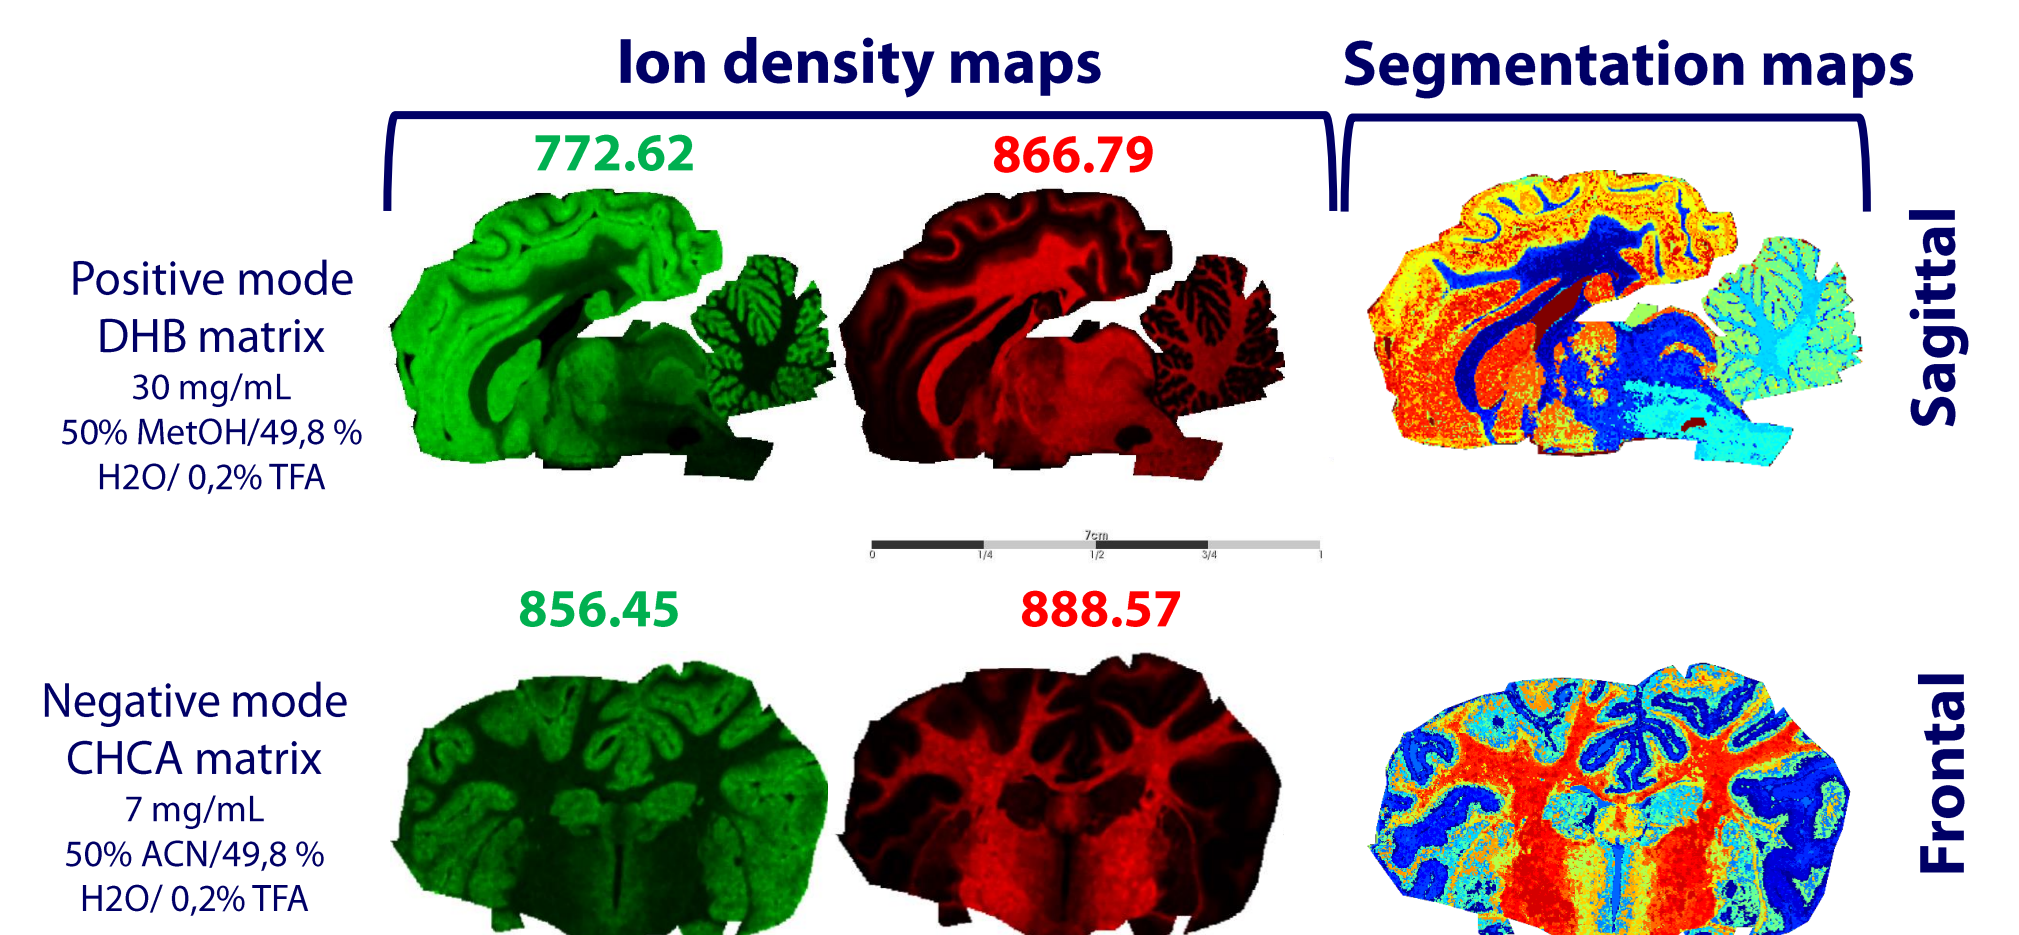 Ion density maps
Segmentation maps
772.62
866.79
Positive mode
DHB matrix
30 mg/mL
50% MetOH/49,8 %
H2O/ 0,2% TFA
Sagittal
7cm
0 1/4 1/2 3/4 1
856.45
888.57
Negative mode
CHCA matrix
7 mg/mL
50% ACN/49,8 %
H2O/ 0,2% TFA
Frontal